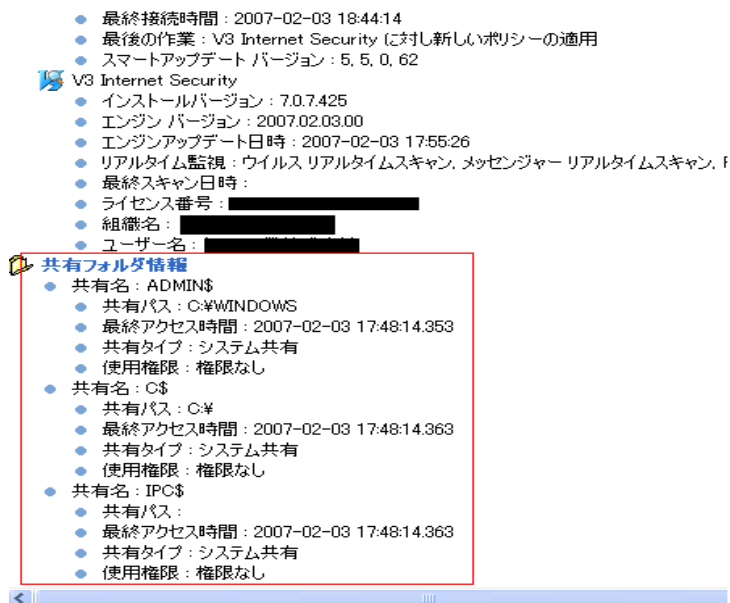 最終接続時間 : 2007-02-03 18:44:14
最後の作業 : V3 Internet Security に対し新しいポリシーの適用
スマートアップデート バージョン : 5, 5, 0, 62
V3 Internet Security
インストールバージョン : 7.0.7.425
エンジン バージョン : 2007.02.03.00
エンジンアップデート日時 : 2007-02-03 17:55:26
リアルタイム監視 : ウイルス リアルタイムスキャン, メッセンジャー リアルタイムスキャン,
最終スキャン日時 :
ライセンス番号 :
組織名 :
ユーザー名 :
共有フォルダ情報
共有名 : ADMIN$
共有パス : C:¥WINDOWS
最終アクセス時間 : 2007-02-03 17:48:14.353
共有タイプ : システム共有
使用権限 : 権限なし
共有名 : C$
共有パス : C:¥
最終アクセス時間 : 2007-02-03 17:48:14.363
共有タイプ : システム共有
使用権限 : 権限なし
共有名 : IPC$
共有パス :
最終アクセス時間 : 2007-02-03 17:48:14.363
共有タイプ : システム共有
使用権限 : 権限なし